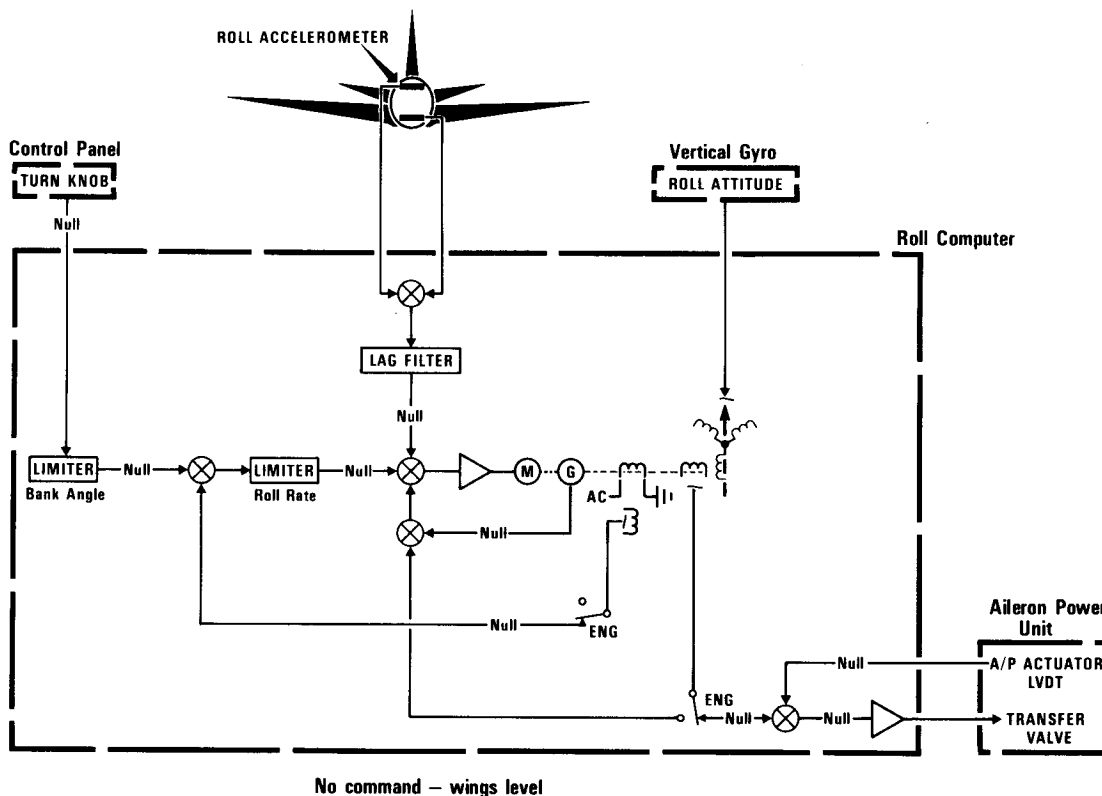 ROLL ACCELEROMETER
Control Panel
TURN KNOB
Null
Vertical Gyro
ROLL ATTITUDE
Roll Computer
LAG FILTER
Null
LIMITER
Bank Angle
Null
LIMITER
Roll Rate
Null
M
G
AC
Null
Null
ENG
Aileron Power
Unit
ENG
Null
A/P ACTUATOR
LVDT
Null
Null
TRANSFER
VALVE
No command – wings level